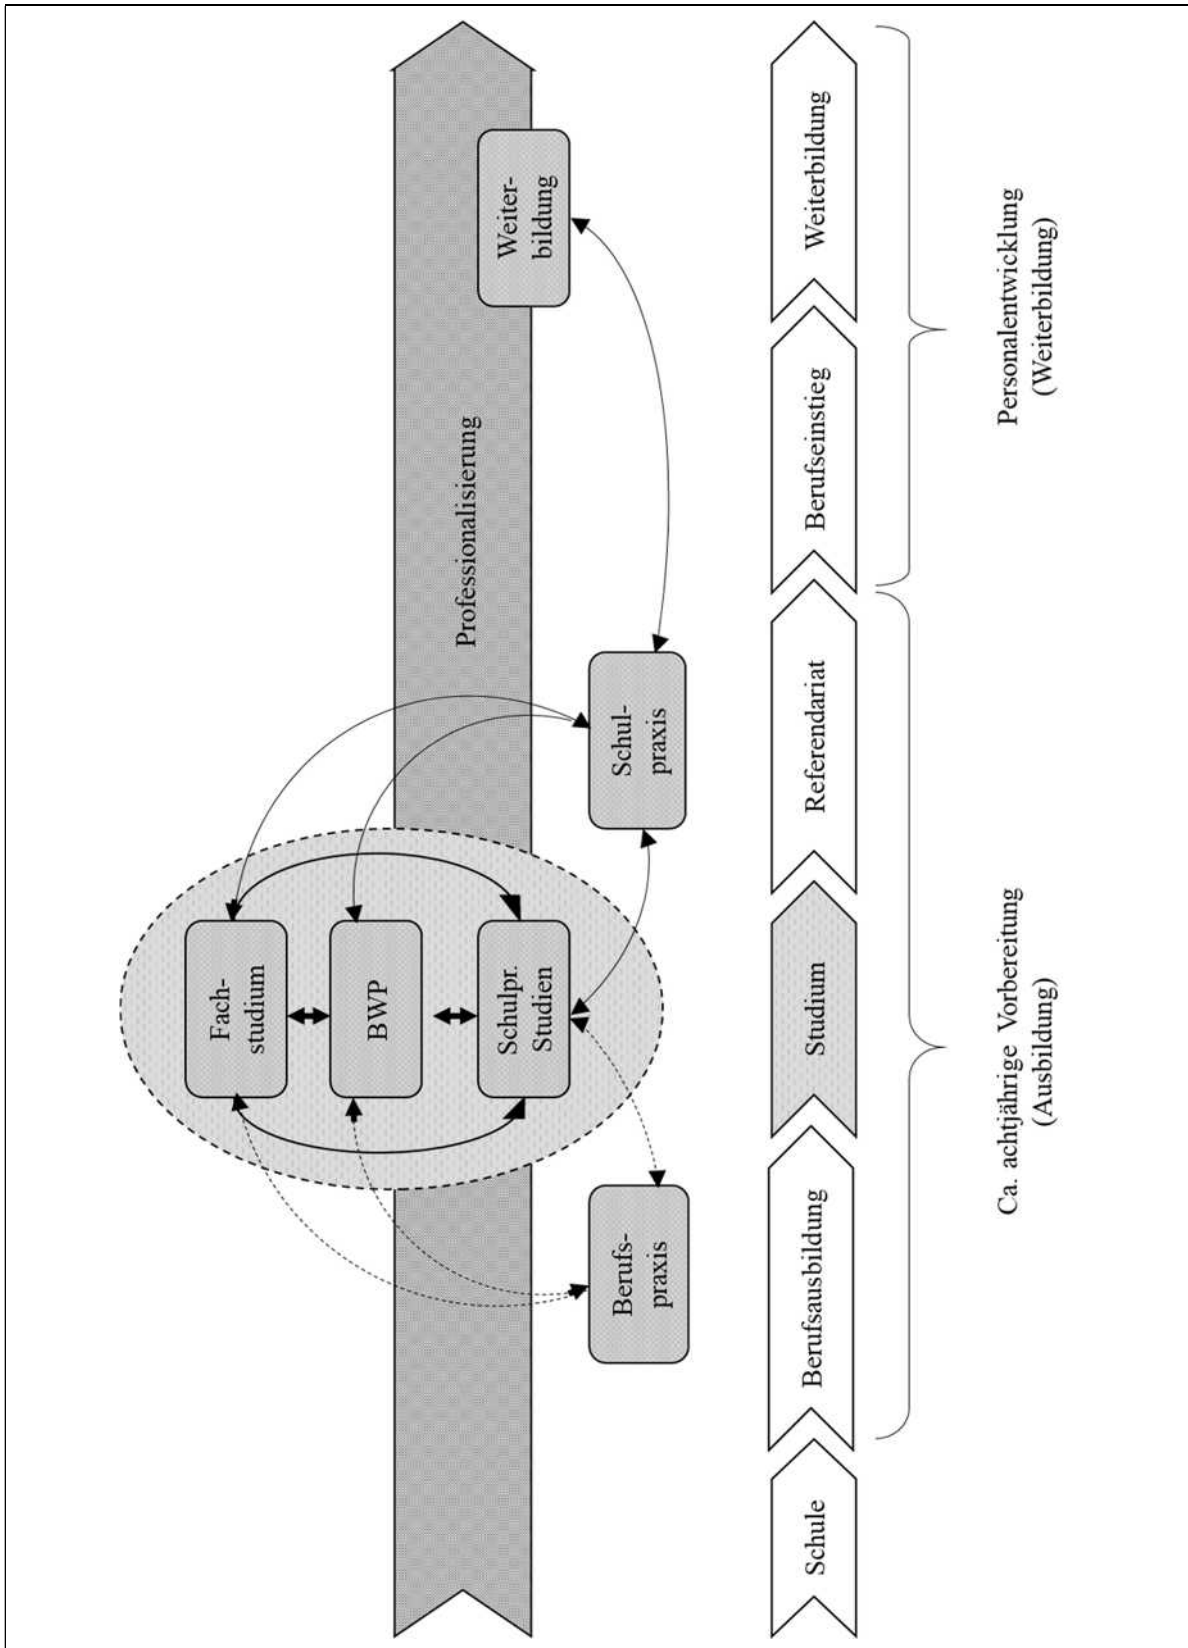 Fach-
studium
BWP
Schulpr.
Studien
Professionalisierung
Weiter-
bildung
Berufs-
praxis
Schul-
praxis
Schule
Berufsausbildung
Studium
Referendariat
Berufseinstieg
Weiterbildung
Ca. achtjährige Vorbereitung
(Ausbildung)
Personalentwicklung
(Weiterbildung)